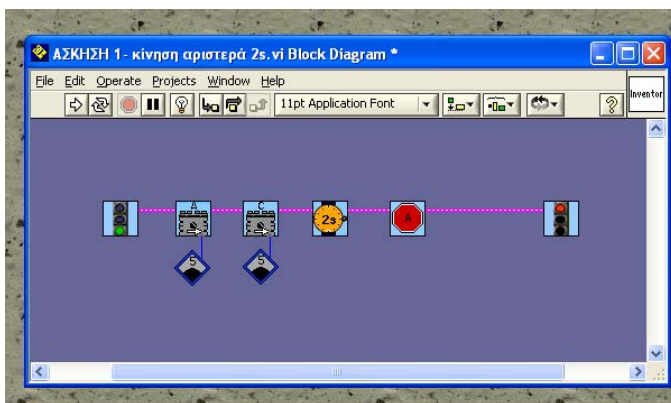 ΑΣΚΗΣΗ 1- κίνηση αριστερά 2s.vi Block Diagram *
File Edit Operate Projects Window Help
11pt Application Font
Inventor
A C
2s A
5 5